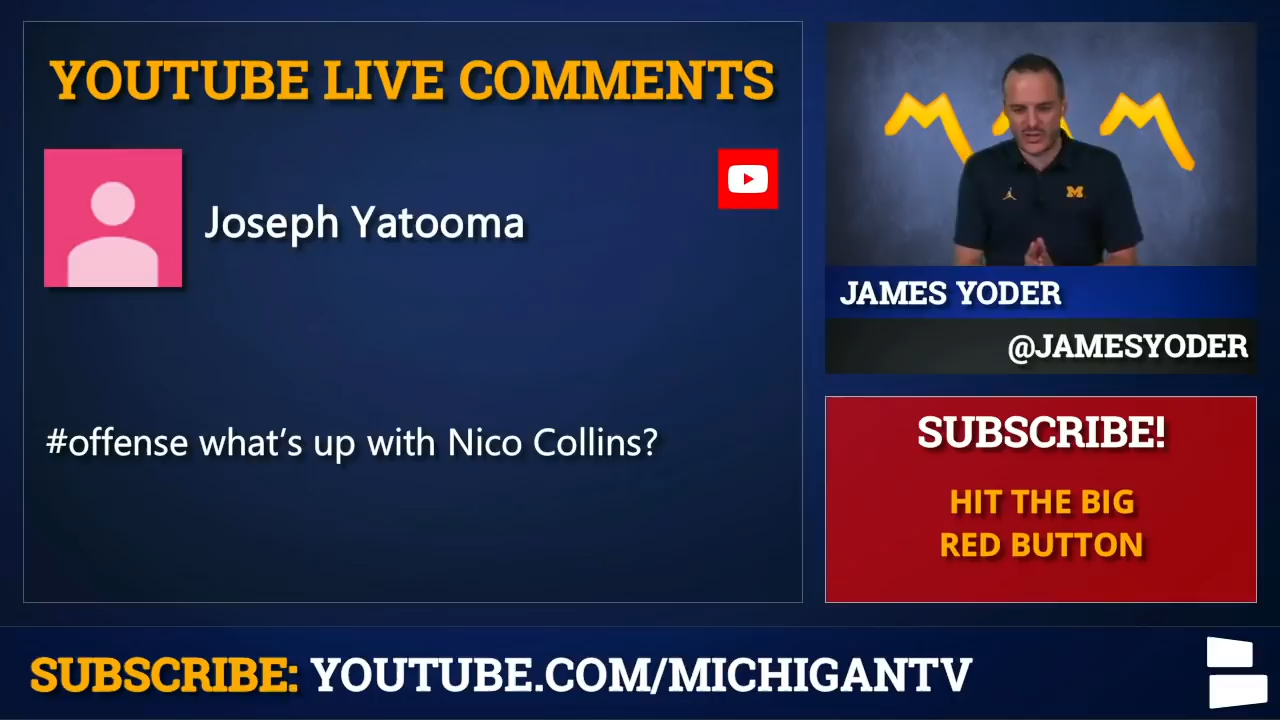 YOUTUBE LIVE COMMENTS
Joseph Yatooma
#offense what's up with Nico Collins?
M
JAMES YODER
@JAMESYODER
SUBSCRIBE!
HIT THE BIG
RED BUTTON
SUBSCRIBE: YOUTUBE.COM/MICHIGANTV